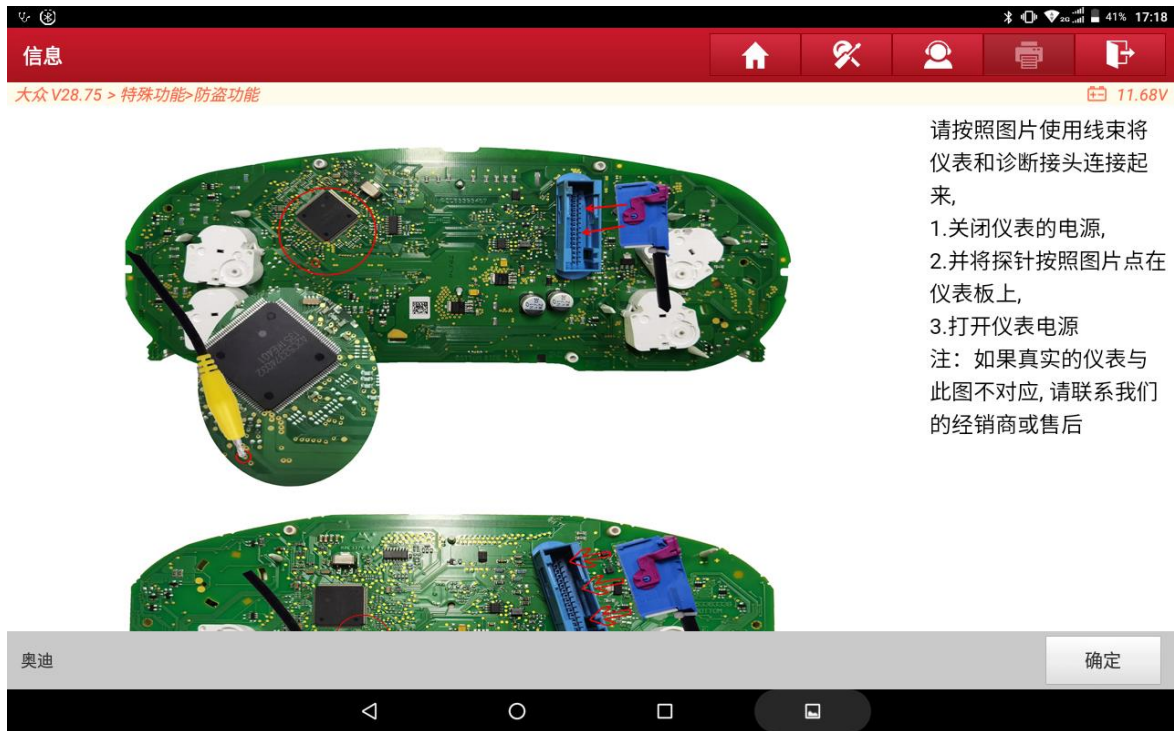 2G 41% 17:18
信息
大众 V28.75 > 特殊功能>防盗功能
11.68V
请按照图片使用线束将
仪表和诊断接头连接起
来,
1.关闭仪表的电源,
2.并将探针按照图片点在
仪表板上,
3.打开仪表电源
注：如果真实的仪表与
此图不对应, 请联系我们
的经销商或售后
奥迪
确定